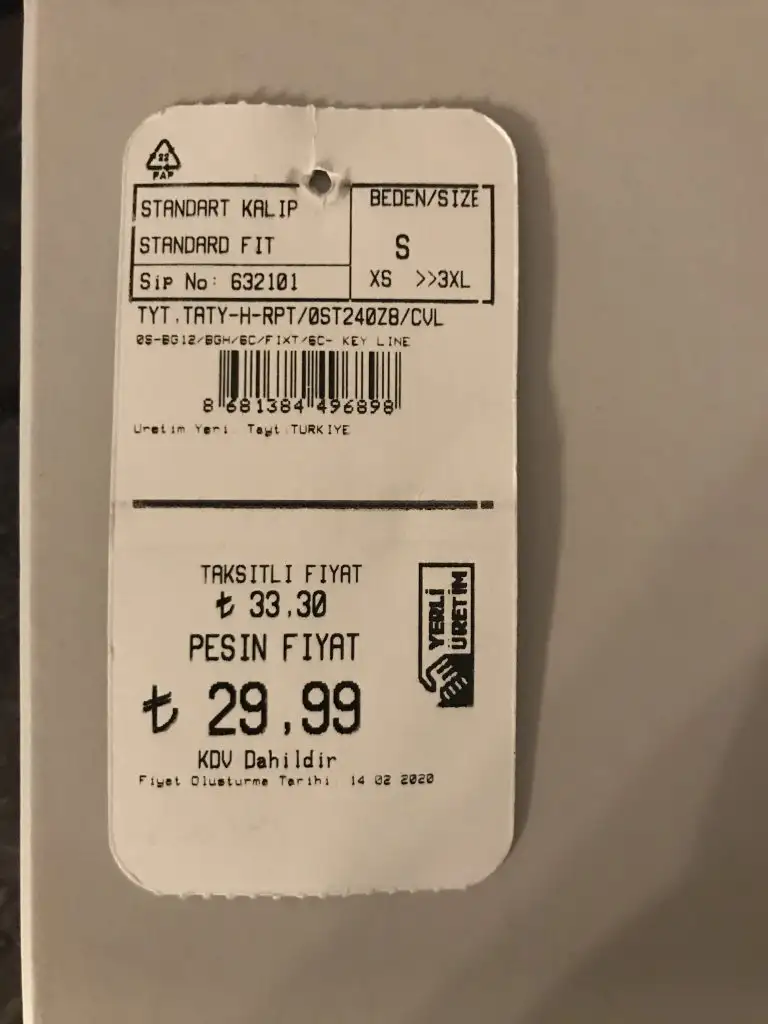 22
PAP
STANDART KALIP
BEDEN/SIZE
STANDARD FIT
S
Sip No: 632101
XS >>3XL
TYT.TATY-H-RPT/0ST240Z8/CVL
0S-BG12/BGH/6C/FIXT/6C- KEY LINE
8 681384 496898
Uretim Yeri: Tayt:TURKIYE
TAKSITLI FIYAT
₺ 33,30
PESIN FIYAT
₺ 29,99
YERLİ
ÜRETİM
KDV Dahildir
Fiyat Olusturma Tarihi: 14 02 2020